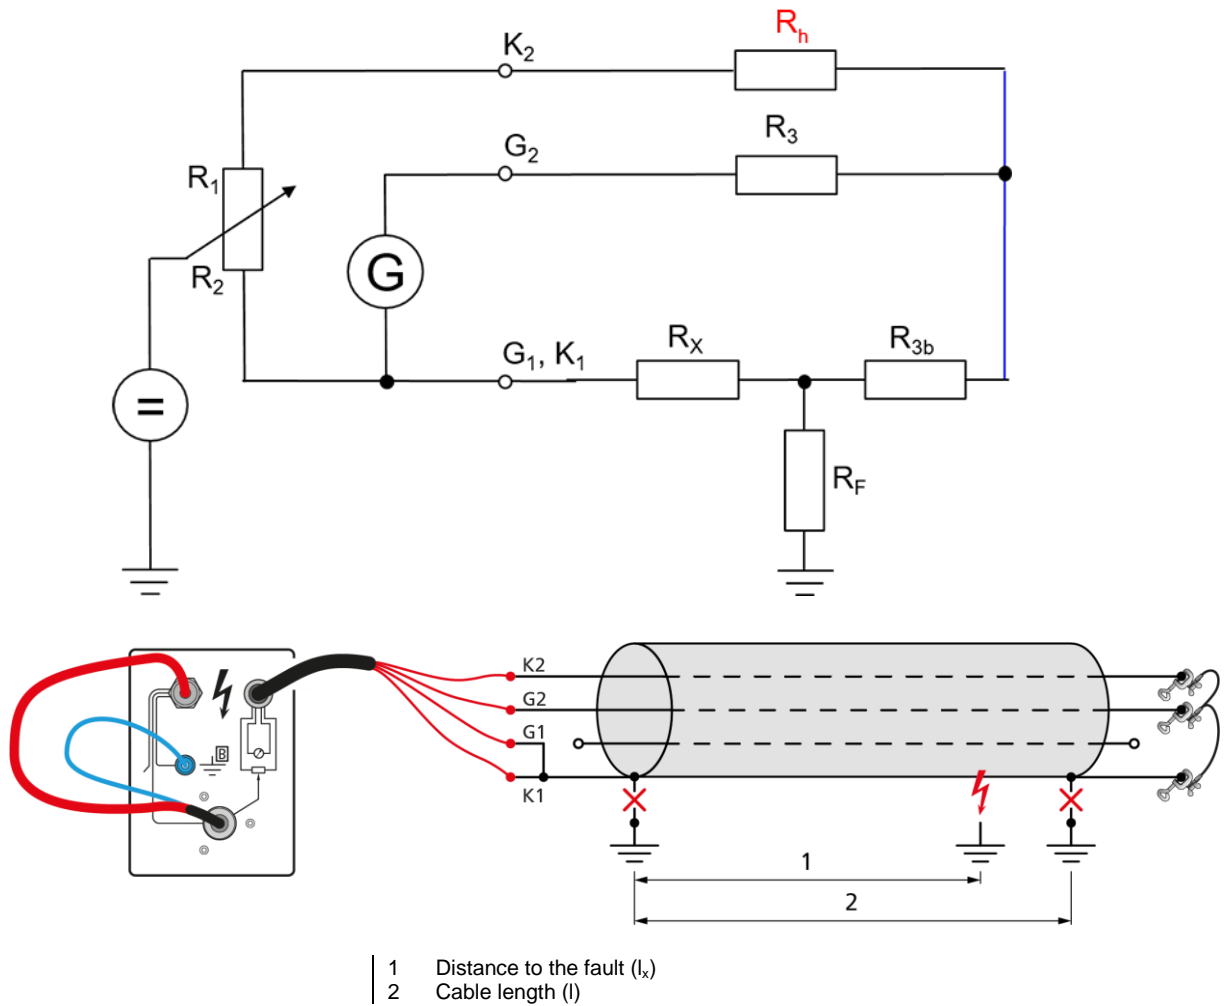 Rh
K2
R3
G2
R1
R2
G
G1, K1
RX
R3b
=
RF
K2
G2
G1
K1
B
1
2
1 Distance to the fault (lx)
2 Cable length (l)